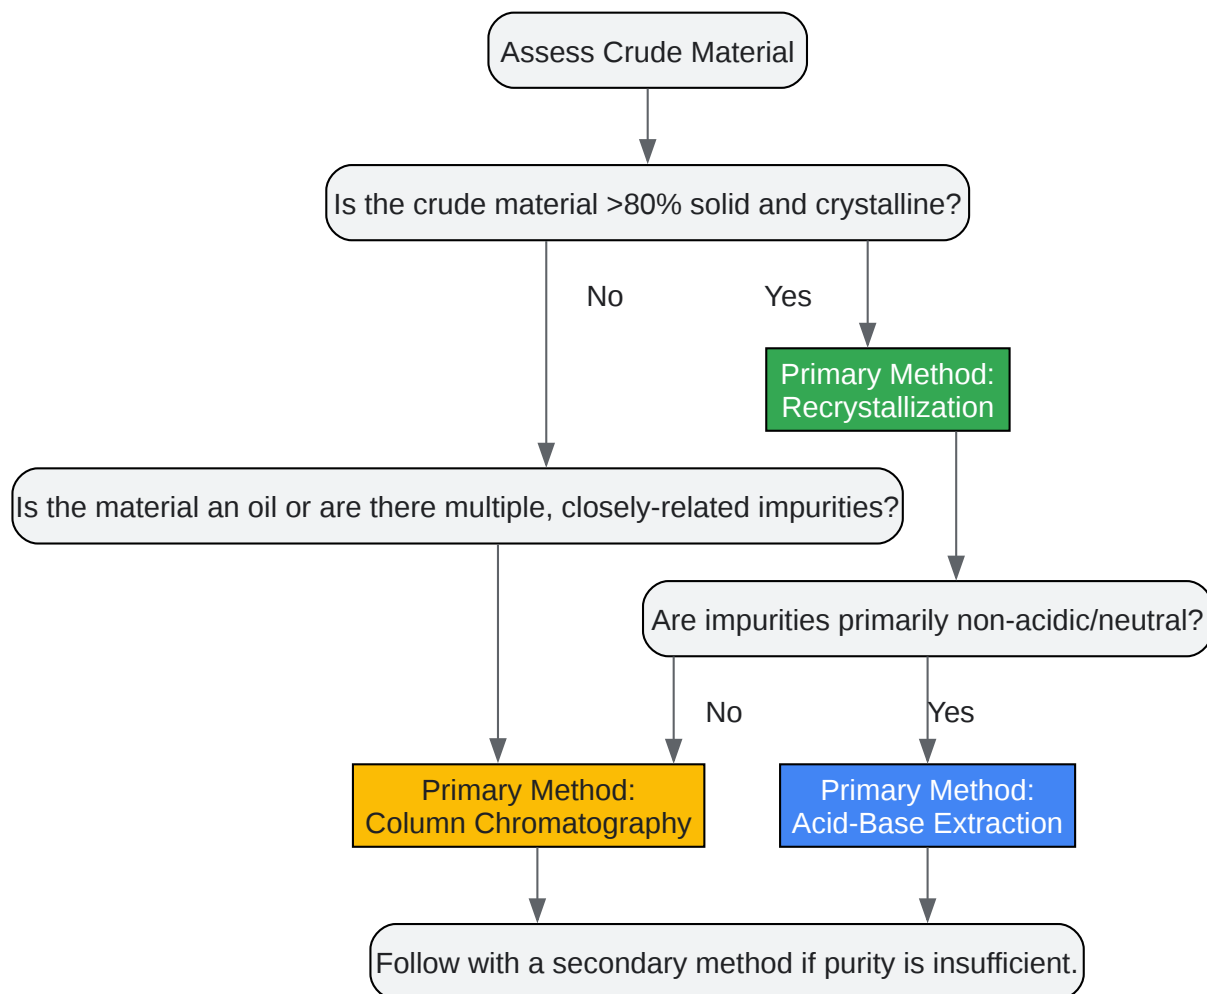 Assess Crude Material
Is the crude material >80% solid and crystalline?
No
Yes
Primary Method:
Recrystallization
Is the material an oil or are there multiple, closely-related impurities?
Are impurities primarily non-acidic/neutral?
No
Yes
Primary Method:
Column Chromatography
Primary Method:
Acid-Base Extraction
Follow with a secondary method if purity is insufficient.